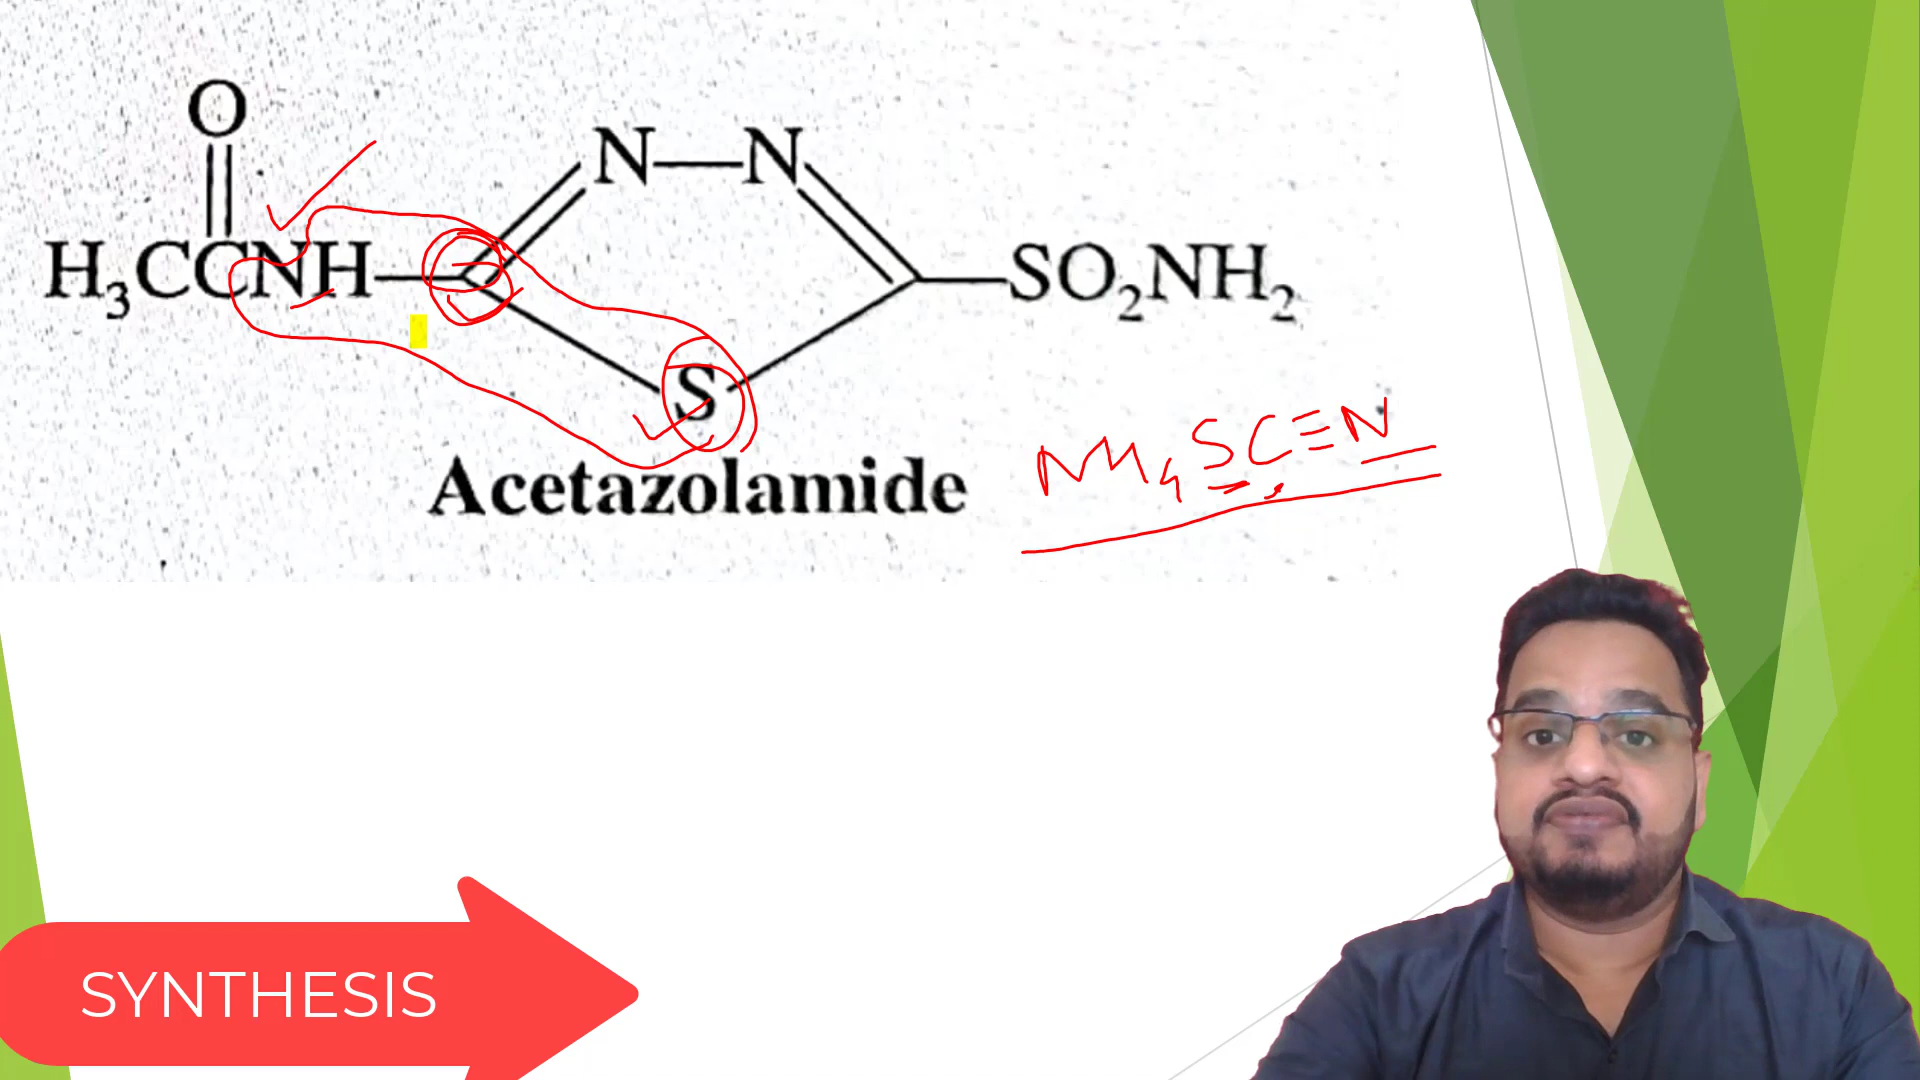 O
N—N
H₃CCNH
SO₂NH₂
S
Acetazolamide
NH₄SC≡N
SYNTHESIS